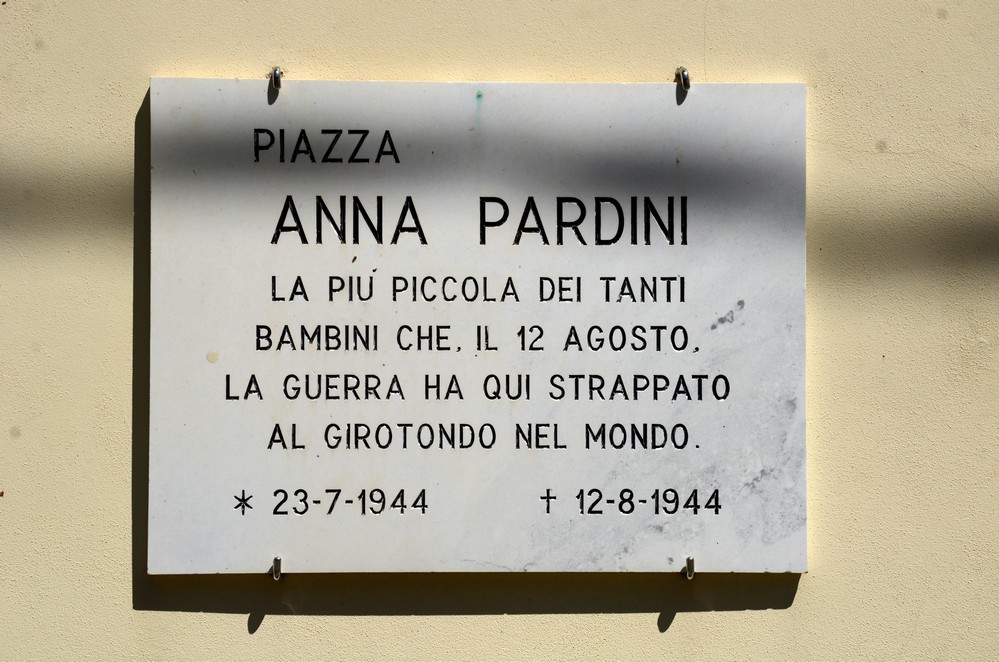 PIAZZA
ANNA PARDINI
LA PIÚ PICCOLA DEI TANTI
BAMBINI CHE, IL 12 AGOSTO,
LA GUERRA HA QUI STRAPPATO
AL GIROTONDO NEL MONDO.
* 23-7-1944 † 12-8-1944